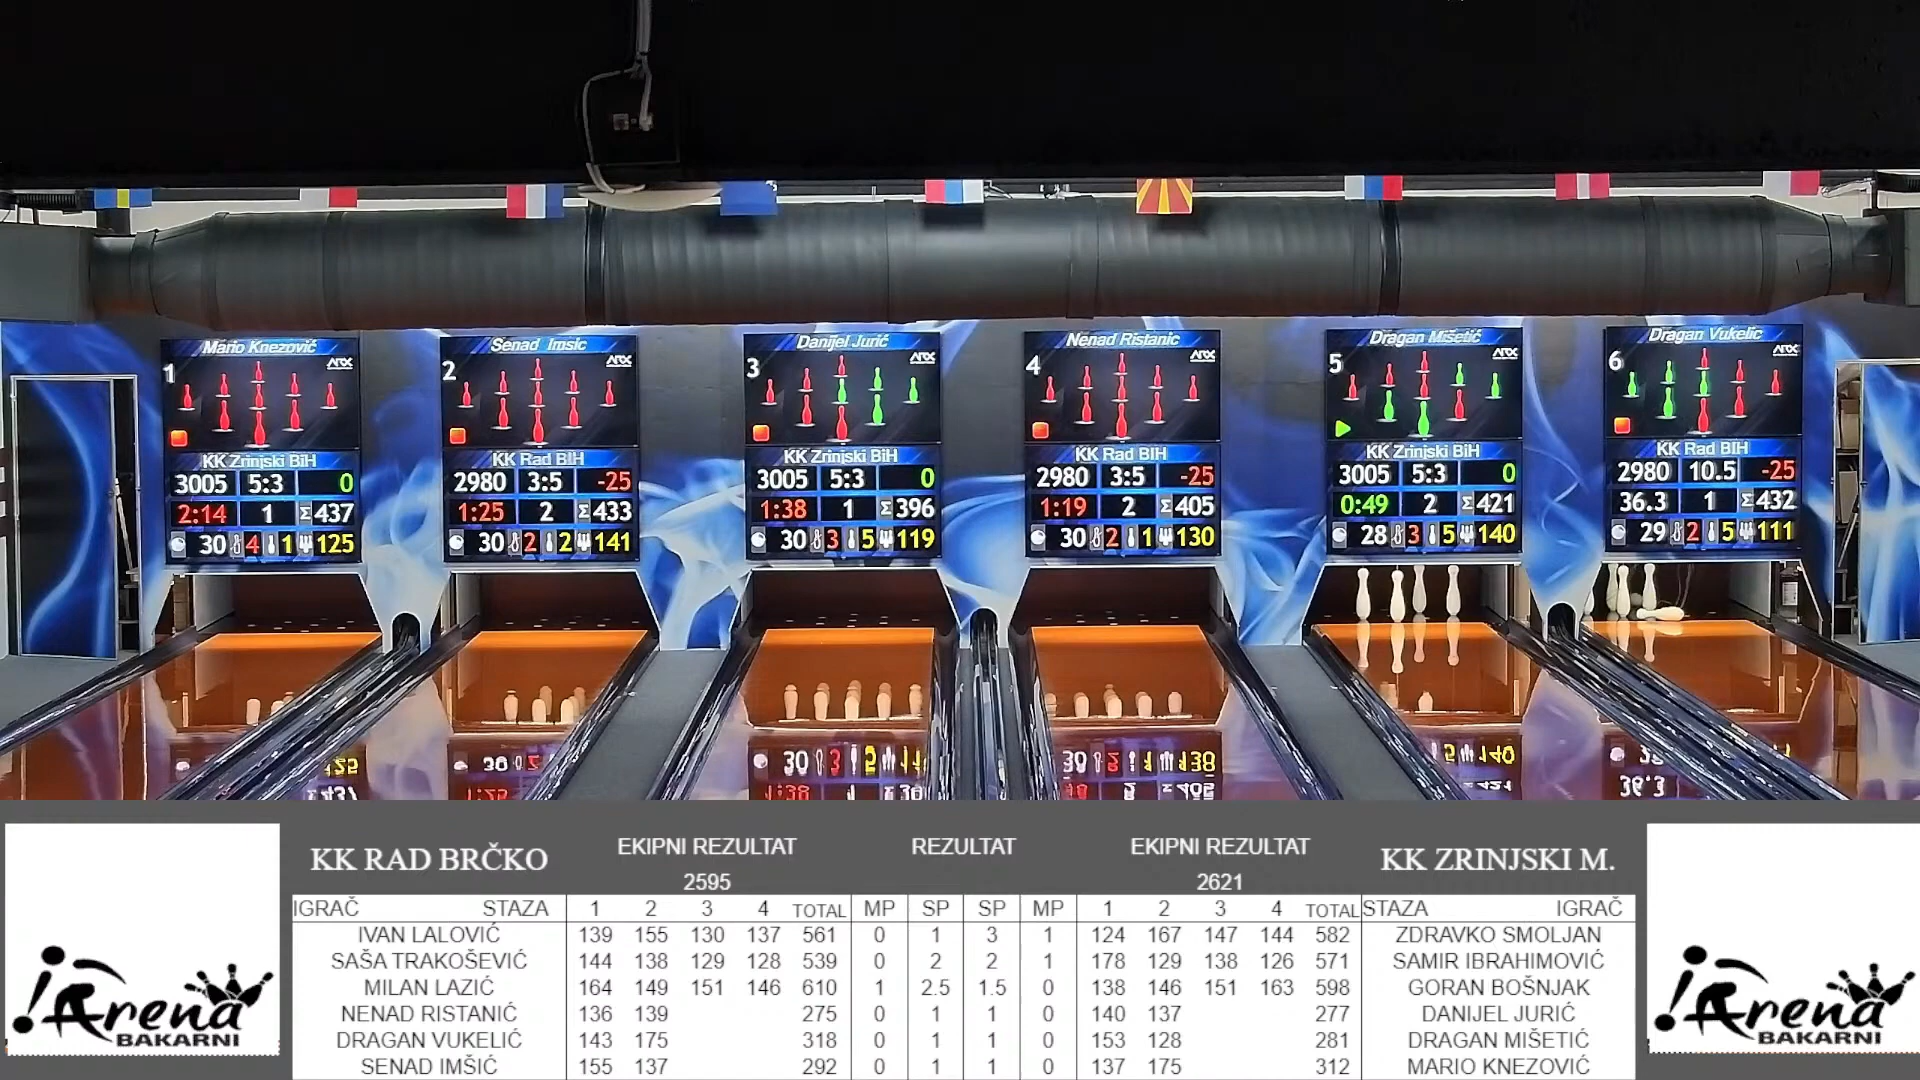 Mario Knezović
1
ARX
KK Zrinjski BiH
3005 5:3 0
2:14 1 Σ437
30 4 1 125
Senad Imsic
2
ARX
KK Rad BIH
2980 3:5 -25
1:25 2 Σ433
30 2 2 141
Danijel Jurić
3
ARX
KK Zrinjski BiH
3005 5:3 0
1:38 1 Σ396
30 3 5 119
Nenad Ristanic
4
ARX
KK Rad BIH
2980 3:5 -25
1:19 2 Σ405
30 2 1 130
Dragan Mišetić
5
ARX
KK Zrinjski BiH
3005 5:3 0
0:49 2 Σ421
28 3 5 140
Dragan Vukelic
6
ARX
KK Rad BIH
2980 10.5 -25
36.3 1 Σ432
29 2 5 111
KK RAD BRČKO EKIPNI REZULTAT REZULTAT EKIPNI REZULTAT KK ZRINJSKI M.
2595 2621
IGRAČ STAZA 1 2 3 4 TOTAL MP SP SP MP 1 2 3 4 TOTAL STAZA IGRAČ
IVAN LALOVIĆ 139 155 130 137 561 0 1 3 1 124 167 147 144 582 ZDRAVKO SMOLJAN
SAŠA TRAKOŠEVIĆ 144 138 129 128 539 0 2 2 1 178 129 138 126 571 SAMIR IBRAHIMOVIĆ
MILAN LAZIĆ 164 149 151 146 610 1 2.5 1.5 0 138 146 151 163 598 GORAN BOŠNJAK
NENAD RISTANIĆ 136 139 275 0 1 1 0 140 137 277 DANIJEL JURIĆ
DRAGAN VUKELIĆ 143 175 318 0 1 1 0 153 128 281 DRAGAN MIŠETIĆ
SENAD IMŠIĆ 155 137 292 0 1 1 0 137 175 312 MARIO KNEZOVIĆ
Arena
BAKARNI
Arena
BAKARNI